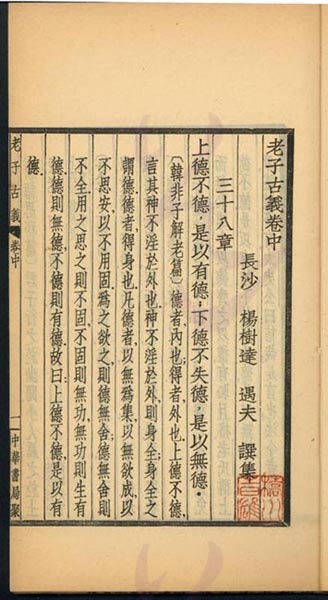 老子古義卷中
長沙 楊樹達 遇夫 譔集
三十八章
上德不德，是以有德；下德不失德，是以無德．
〔韓非子解老篇〕德者，內也；得者，外也．上德不德，
言其神不淫於外也．神不淫於外則身全，身全之
謂德．德者，得身也．凡德者，以無爲集，以無欲成，以
不思安，以不用固．爲之欲之，則德無舍；德無舍則
不全．用之思之則不固，不固則無功，無功則生有
德．德則無德，不德則有德．故曰：上德不德，是以有
德．
老子古義 卷中
一
中華書局聚